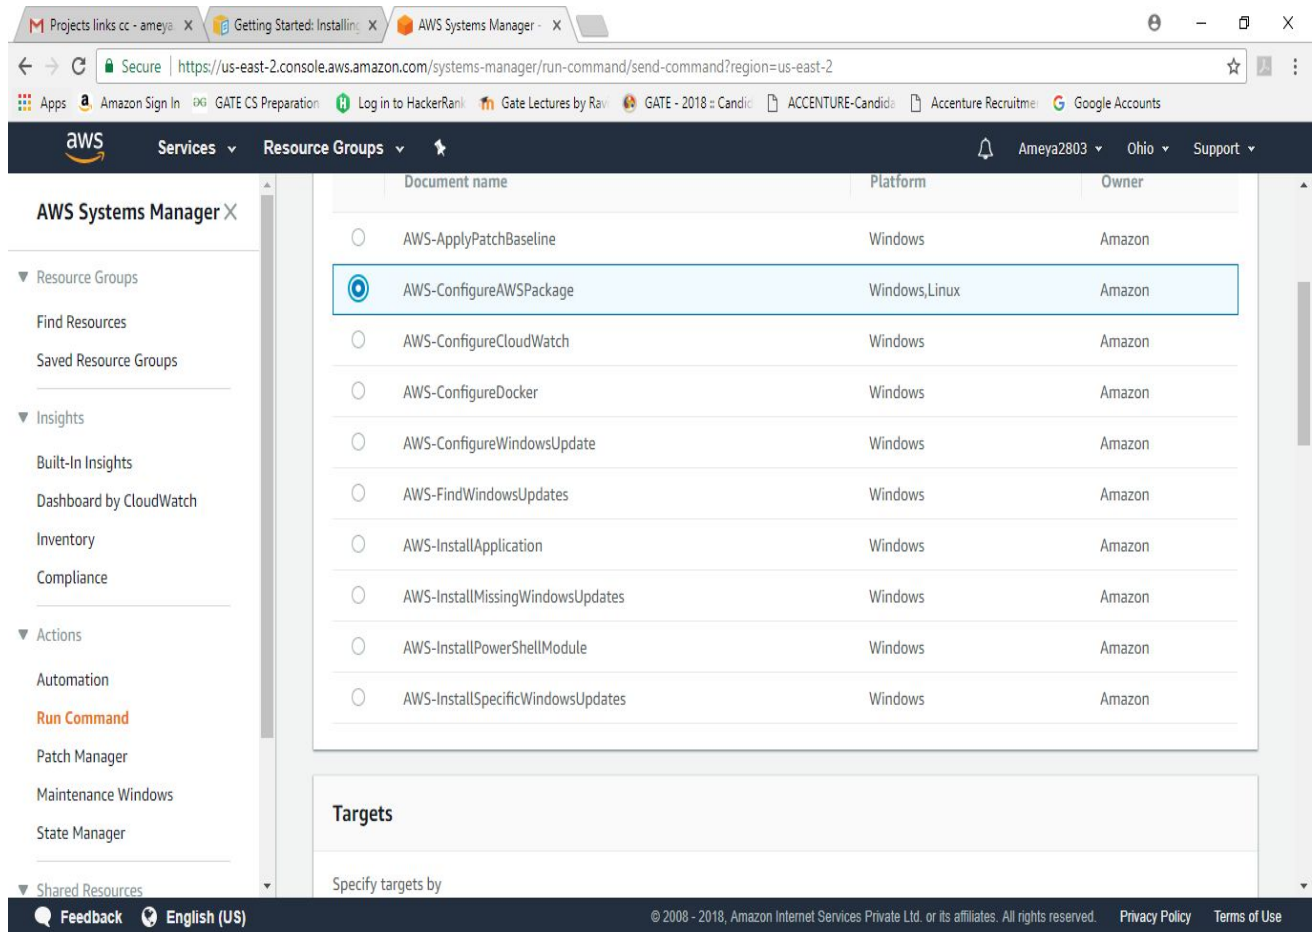 Projects links cc - ameya
Getting Started: Installing
AWS Systems Manager -
Secure
https://us-east-2.console.aws.amazon.com/systems-manager/run-command/send-command?region=us-east-2
Apps
Amazon Sign In
GATE CS Preparation
Log in to HackerRank
Gate Lectures by Rav
GATE - 2018 :: Candid
ACCENTURE-Candida
Accenture Recruitme
Google Accounts
aws
Services
Resource Groups
Ameya2803
Ohio
Support
AWS Systems Manager
Resource Groups
Find Resources
Saved Resource Groups
Insights
Built-In Insights
Dashboard by CloudWatch
Inventory
Compliance
Actions
Automation
Run Command
Patch Manager
Maintenance Windows
State Manager
Shared Resources
Document name Platform Owner
AWS-ApplyPatchBaseline Windows Amazon
AWS-ConfigureAWSPackage Windows,Linux Amazon
AWS-ConfigureCloudWatch Windows Amazon
AWS-ConfigureDocker Windows Amazon
AWS-ConfigureWindowsUpdate Windows Amazon
AWS-FindWindowsUpdates Windows Amazon
AWS-InstallApplication Windows Amazon
AWS-InstallMissingWindowsUpdates Windows Amazon
AWS-InstallPowerShellModule Windows Amazon
AWS-InstallSpecificWindowsUpdates Windows Amazon
Targets
Specify targets by
Feedback
English (US)
© 2008 - 2018, Amazon Internet Services Private Ltd. or its affiliates. All rights reserved.
Privacy Policy
Terms of Use